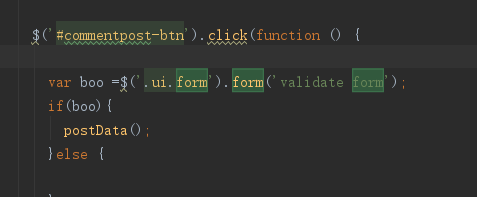 $('#commentpost-btn').click(function () {
var boo =$('.ui.form').form('validate form');
if(boo){
postData();
}else {